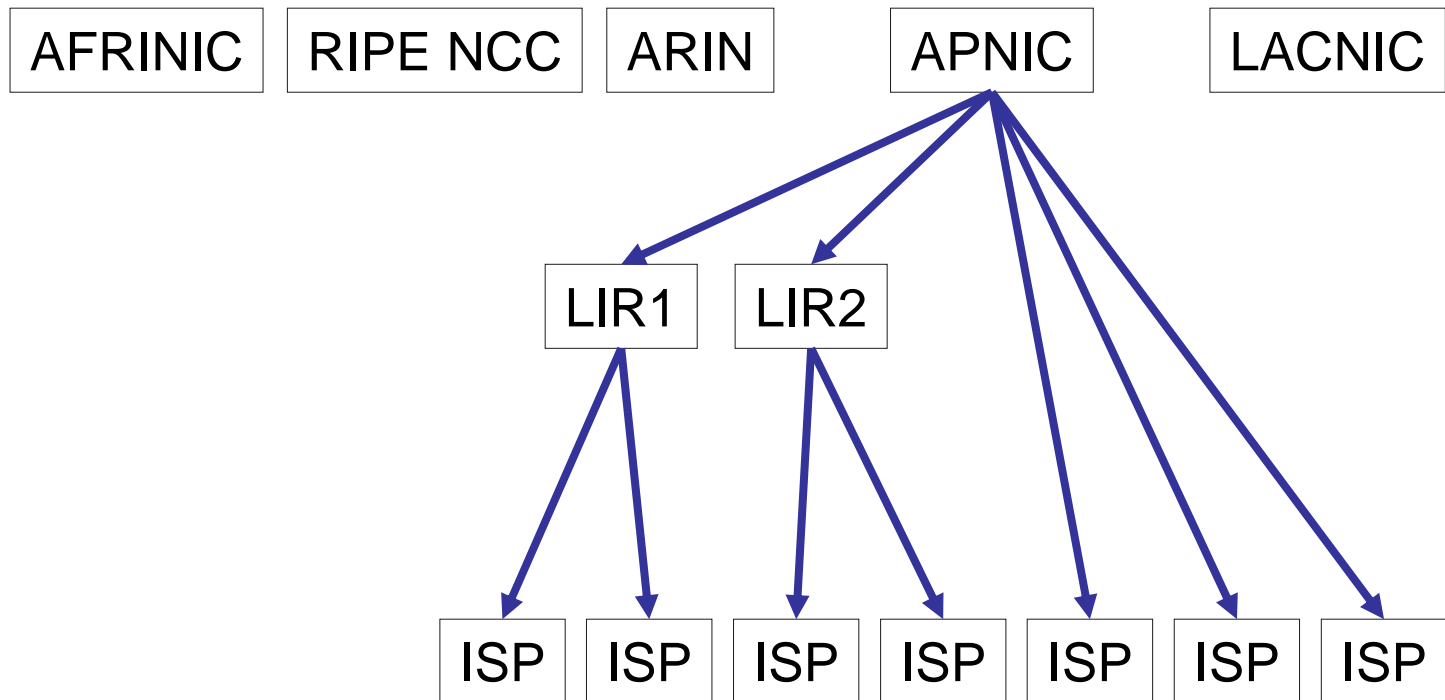 AFRINIC RIPE NCC ARIN APNIC LACNIC
LIR1 LIR2
ISP ISP ISP ISP ISP ISP ISP